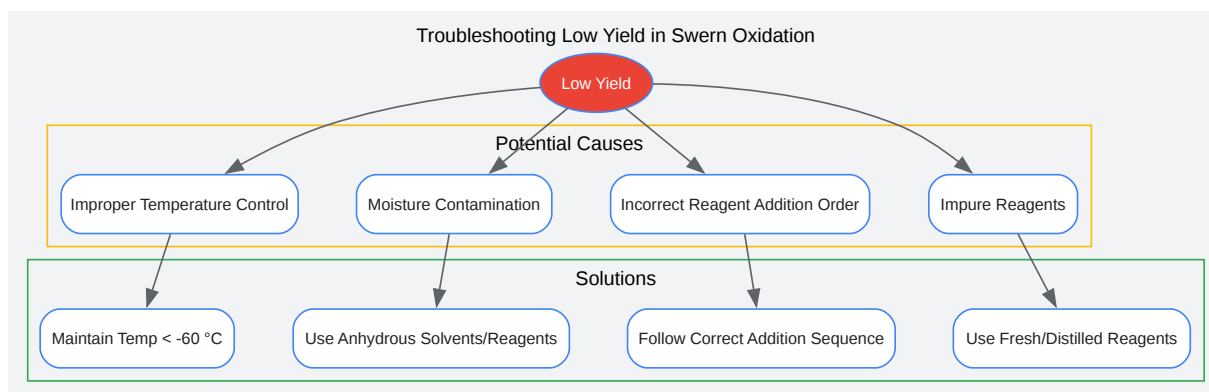 Troubleshooting Low Yield in Swern Oxidation
Low Yield
Potential Causes
Improper Temperature Control
Moisture Contamination
Incorrect Reagent Addition Order
Impure Reagents
Solutions
Maintain Temp < -60 °C
Use Anhydrous Solvents/Reagents
Follow Correct Addition Sequence
Use Fresh/Distilled Reagents